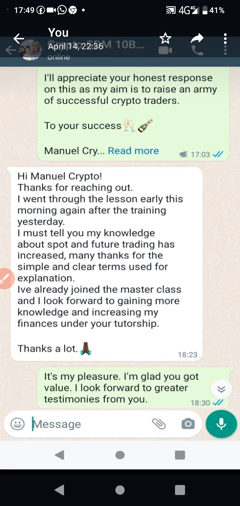 17:49
4G
41%
You
10B...
April 14, 22:36
online
I'll appreciate your honest response
on this as my aim is to raise an
army of successful crypto traders.
To your success 🥂 🍾
Manuel Cry... Read more
17:03
Hi Manuel Crypto!
Thanks for reaching out.
I went through the lesson early this
morning again after the training
yesterday.
I must tell you my knowledge
about spot and future trading has
increased, many thanks for the
simple and clear terms used for
explanation.
Ive already joined the master class
and I look forward to gaining more
knowledge and increasing my
finances under your tutorship.
Thanks a lot. 🙏🏿
18:23
It's my pleasure. I'm glad you got
value. I look forward to greater
testimonies from you.
18:30
Message